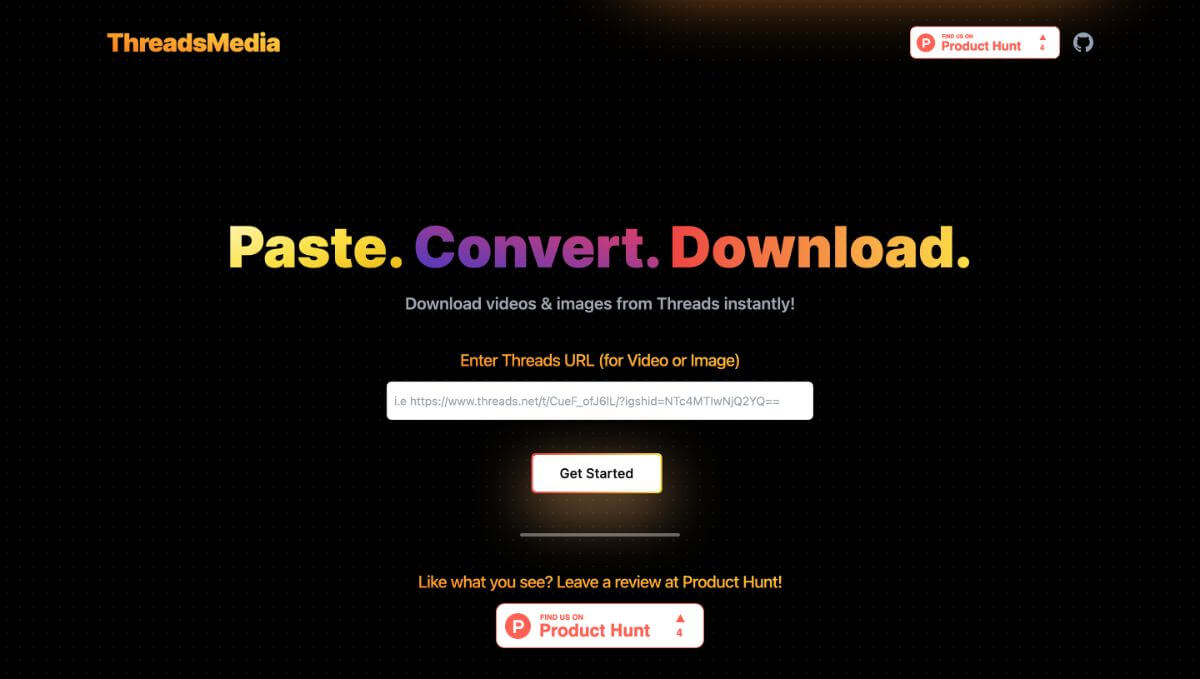 ThreadsMedia
FIND US ON
Product Hunt
4
Paste. Convert. Download.
Download videos & images from Threads instantly!
Enter Threads URL (for Video or Image)
i.e https://www.threads.net/t/CueF_ofJ6lL/?igshid=NTc4MTIwNjQ2YQ==
Get Started
Like what you see? Leave a review at Product Hunt!
FIND US ON
Product Hunt
4